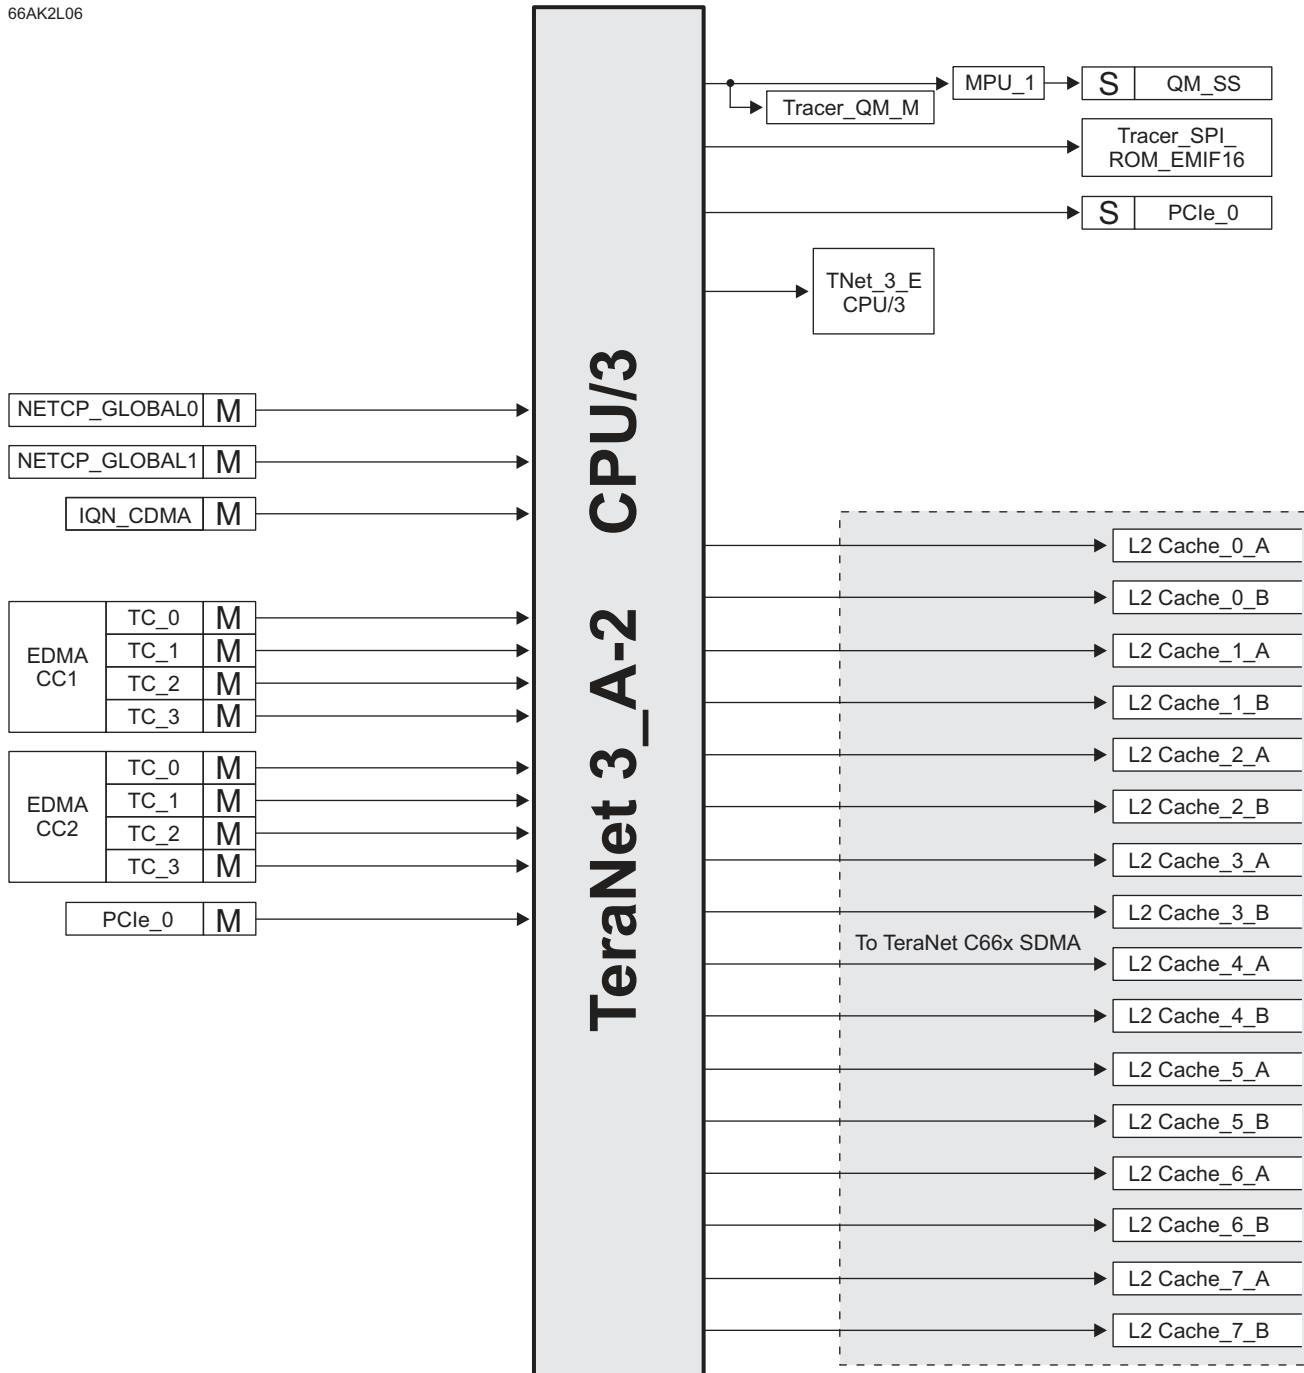 66AK2L06
MPU_1
S
QM_SS
Tracer_QM_M
Tracer_SPI_
ROM_EMIF16
S
PCIe_0
TNet_3_E
CPU/3
TeraNet 3_A-2 CPU/3
NETCP_GLOBAL0
M
NETCP_GLOBAL1
M
IQN_CDMA
M
EDMA
CC1
TC_0
M
TC_1
M
TC_2
M
TC_3
M
EDMA
CC2
TC_0
M
TC_1
M
TC_2
M
TC_3
M
PCIe_0
M
L2 Cache_0_A
L2 Cache_0_B
L2 Cache_1_A
L2 Cache_1_B
L2 Cache_2_A
L2 Cache_2_B
L2 Cache_3_A
L2 Cache_3_B
To TeraNet C66x SDMA
L2 Cache_4_A
L2 Cache_4_B
L2 Cache_5_A
L2 Cache_5_B
L2 Cache_6_A
L2 Cache_6_B
L2 Cache_7_A
L2 Cache_7_B